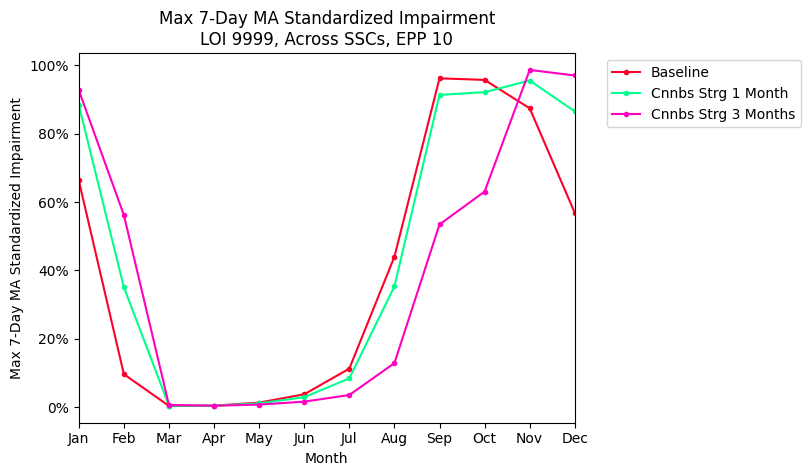 Max 7-Day MA Standardized Impairment
LOI 9999, Across SSCs, EPP 10
Max 7-Day MA Standardized Impairment
100%
80%
60%
40%
20%
0%
Jan Feb Mar Apr May Jun Jul Aug Sep Oct Nov Dec
Month
Baseline
Cnnbs Strg 1 Month
Cnnbs Strg 3 Months